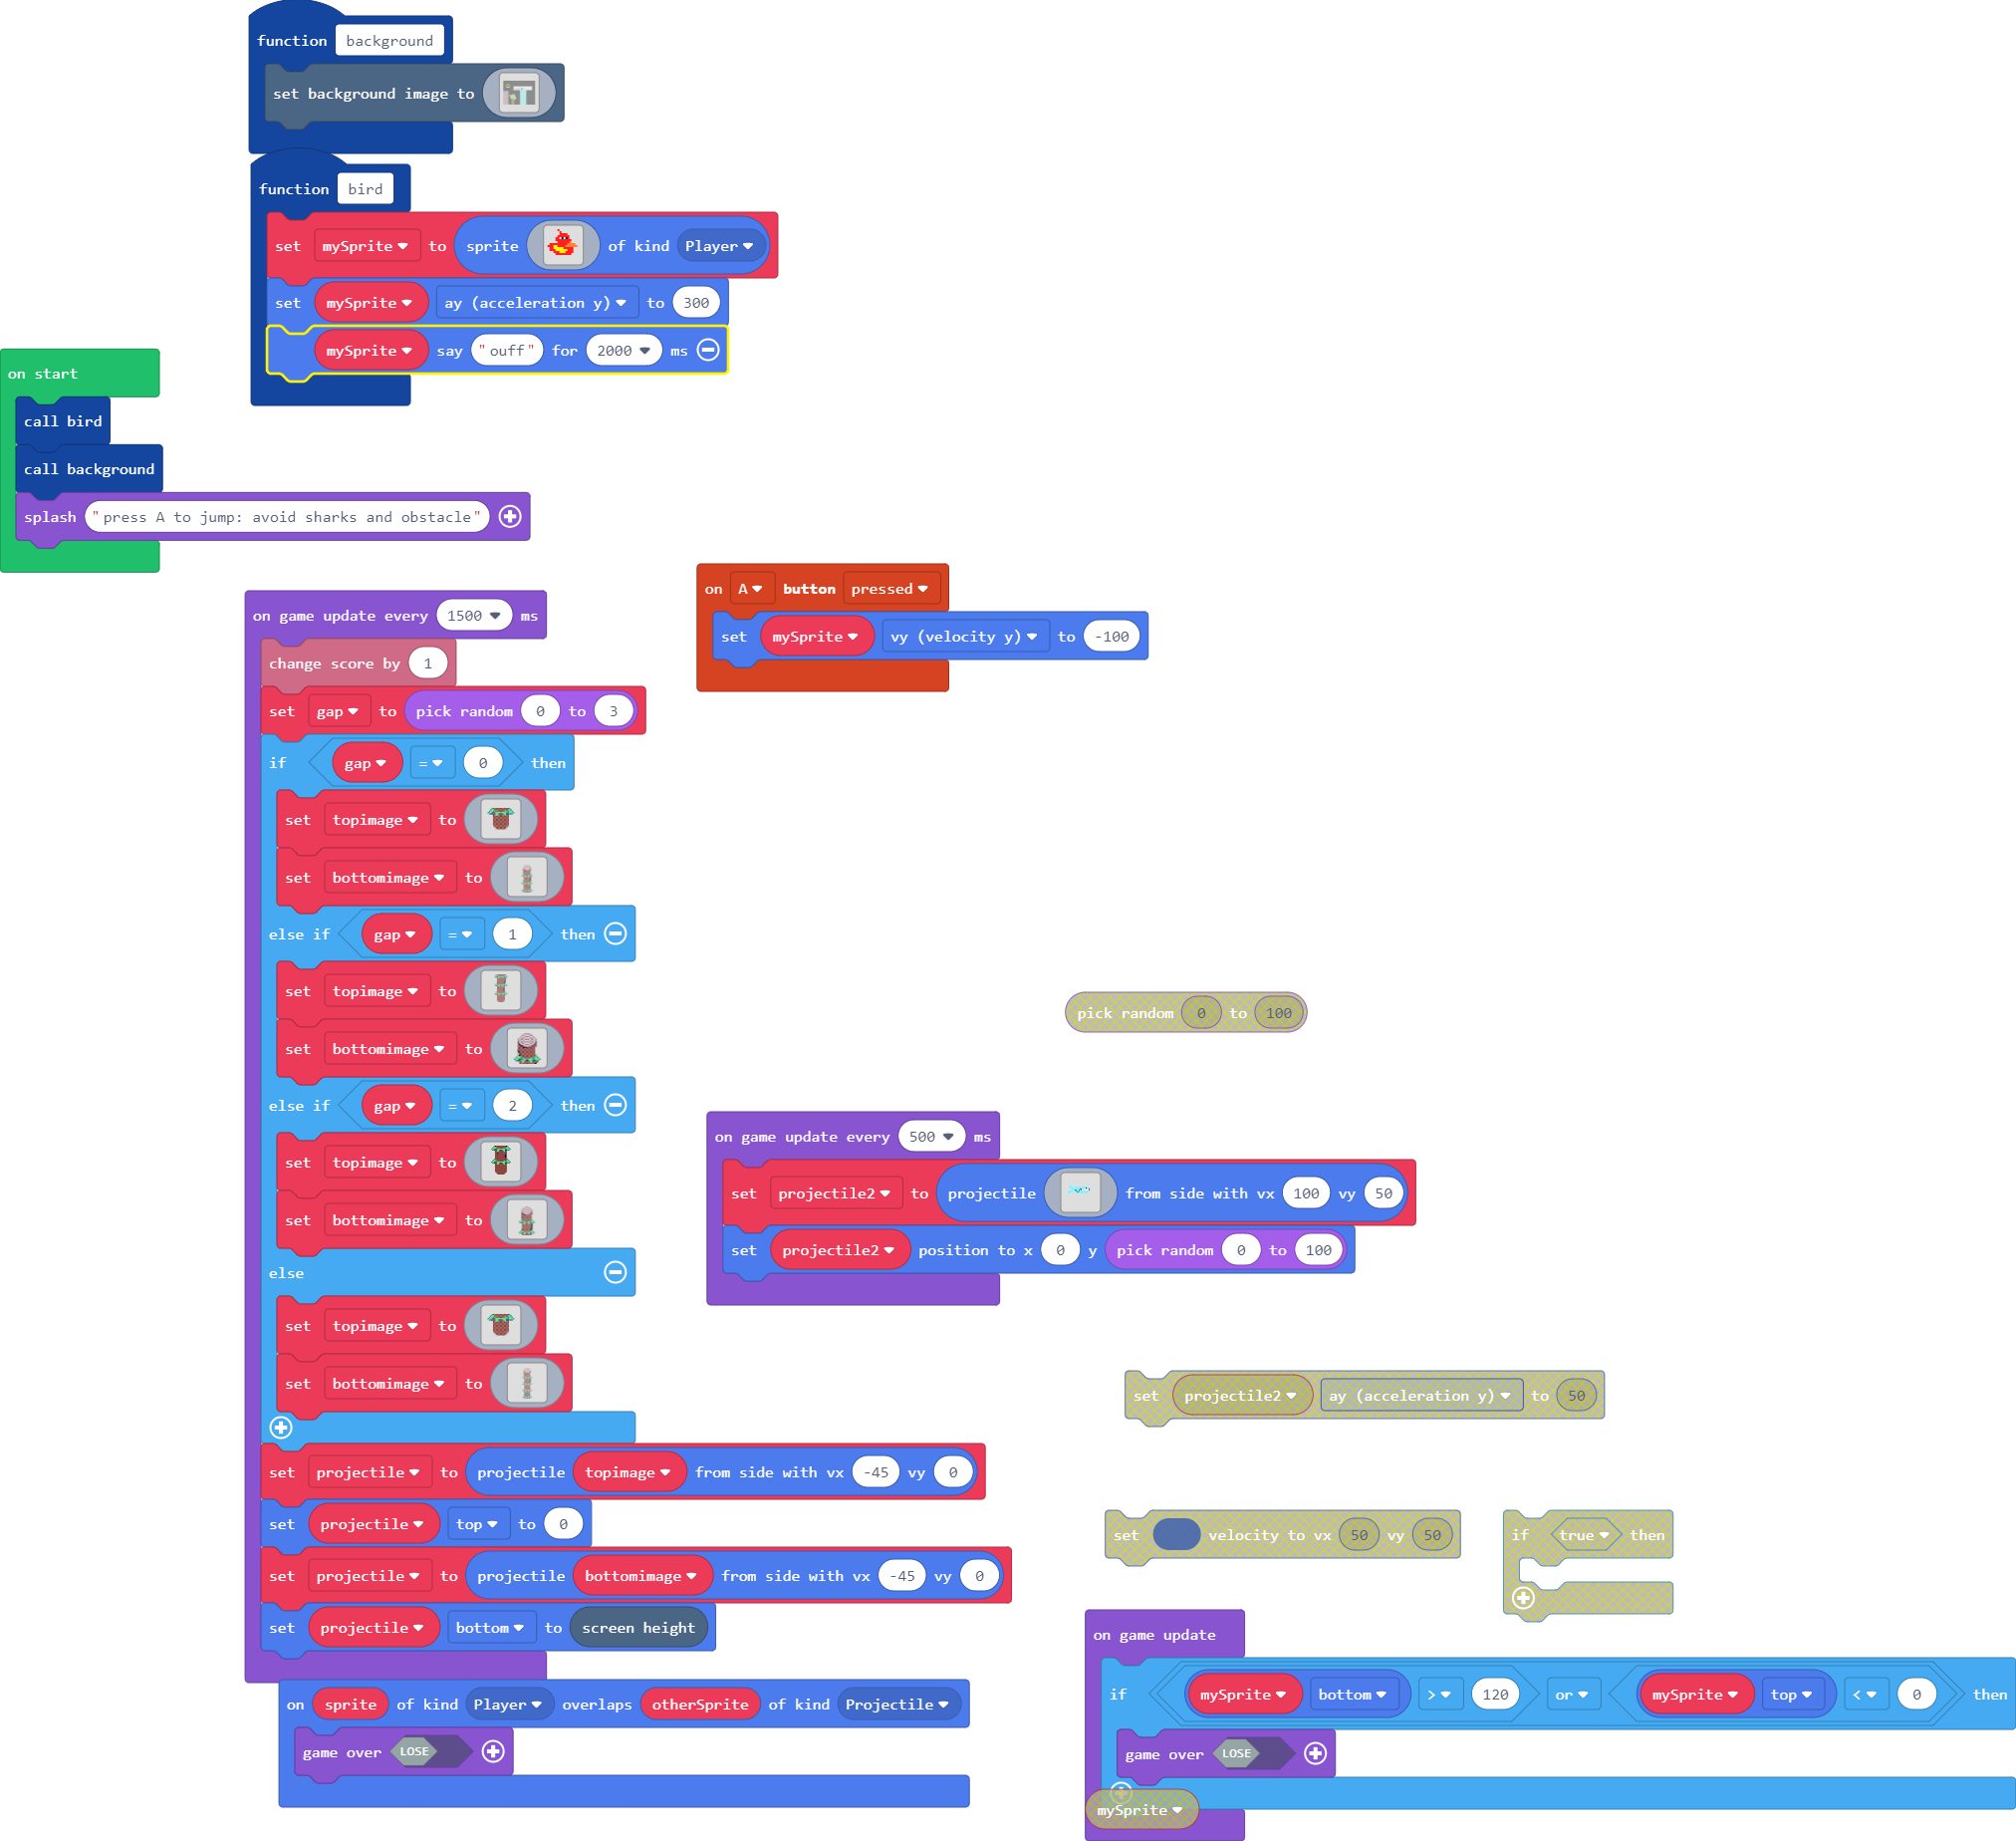 function background
set background image to
function bird
set mySprite to sprite of kind Player
set mySprite ay (acceleration y) to 300
mySprite say "ouff" for 2000 ms
on start
call bird
call background
splash "press A to jump: avoid sharks and obstacle"
on game update every 1500 ms
change score by 1
set gap to pick random 0 to 3
if gap = 0 then
set topimage to
set bottomimage to
else if gap = 1 then
set topimage to
set bottomimage to
else if gap = 2 then
set topimage to
set bottomimage to
else
set topimage to
set bottomimage to
set projectile to projectile topimage from side with vx -45 vy 0
set projectile top to 0
set projectile to projectile bottomimage from side with vx -45 vy 0
set projectile bottom to screen height
on sprite of kind Player overlaps otherSprite of kind Projectile
game over LOSE
on A button pressed
set mySprite vy (velocity y) to -100
pick random 0 to 100
on game update every 500 ms
set projectile2 to projectile from side with vx 100 vy 50
set projectile2 position to x 0 y pick random 0 to 100
set projectile2 ay (acceleration y) to 50
set velocity to vx 50 vy 50
if true then
on game update
if mySprite bottom > 120 or mySprite top < 0 then
game over LOSE
mySprite